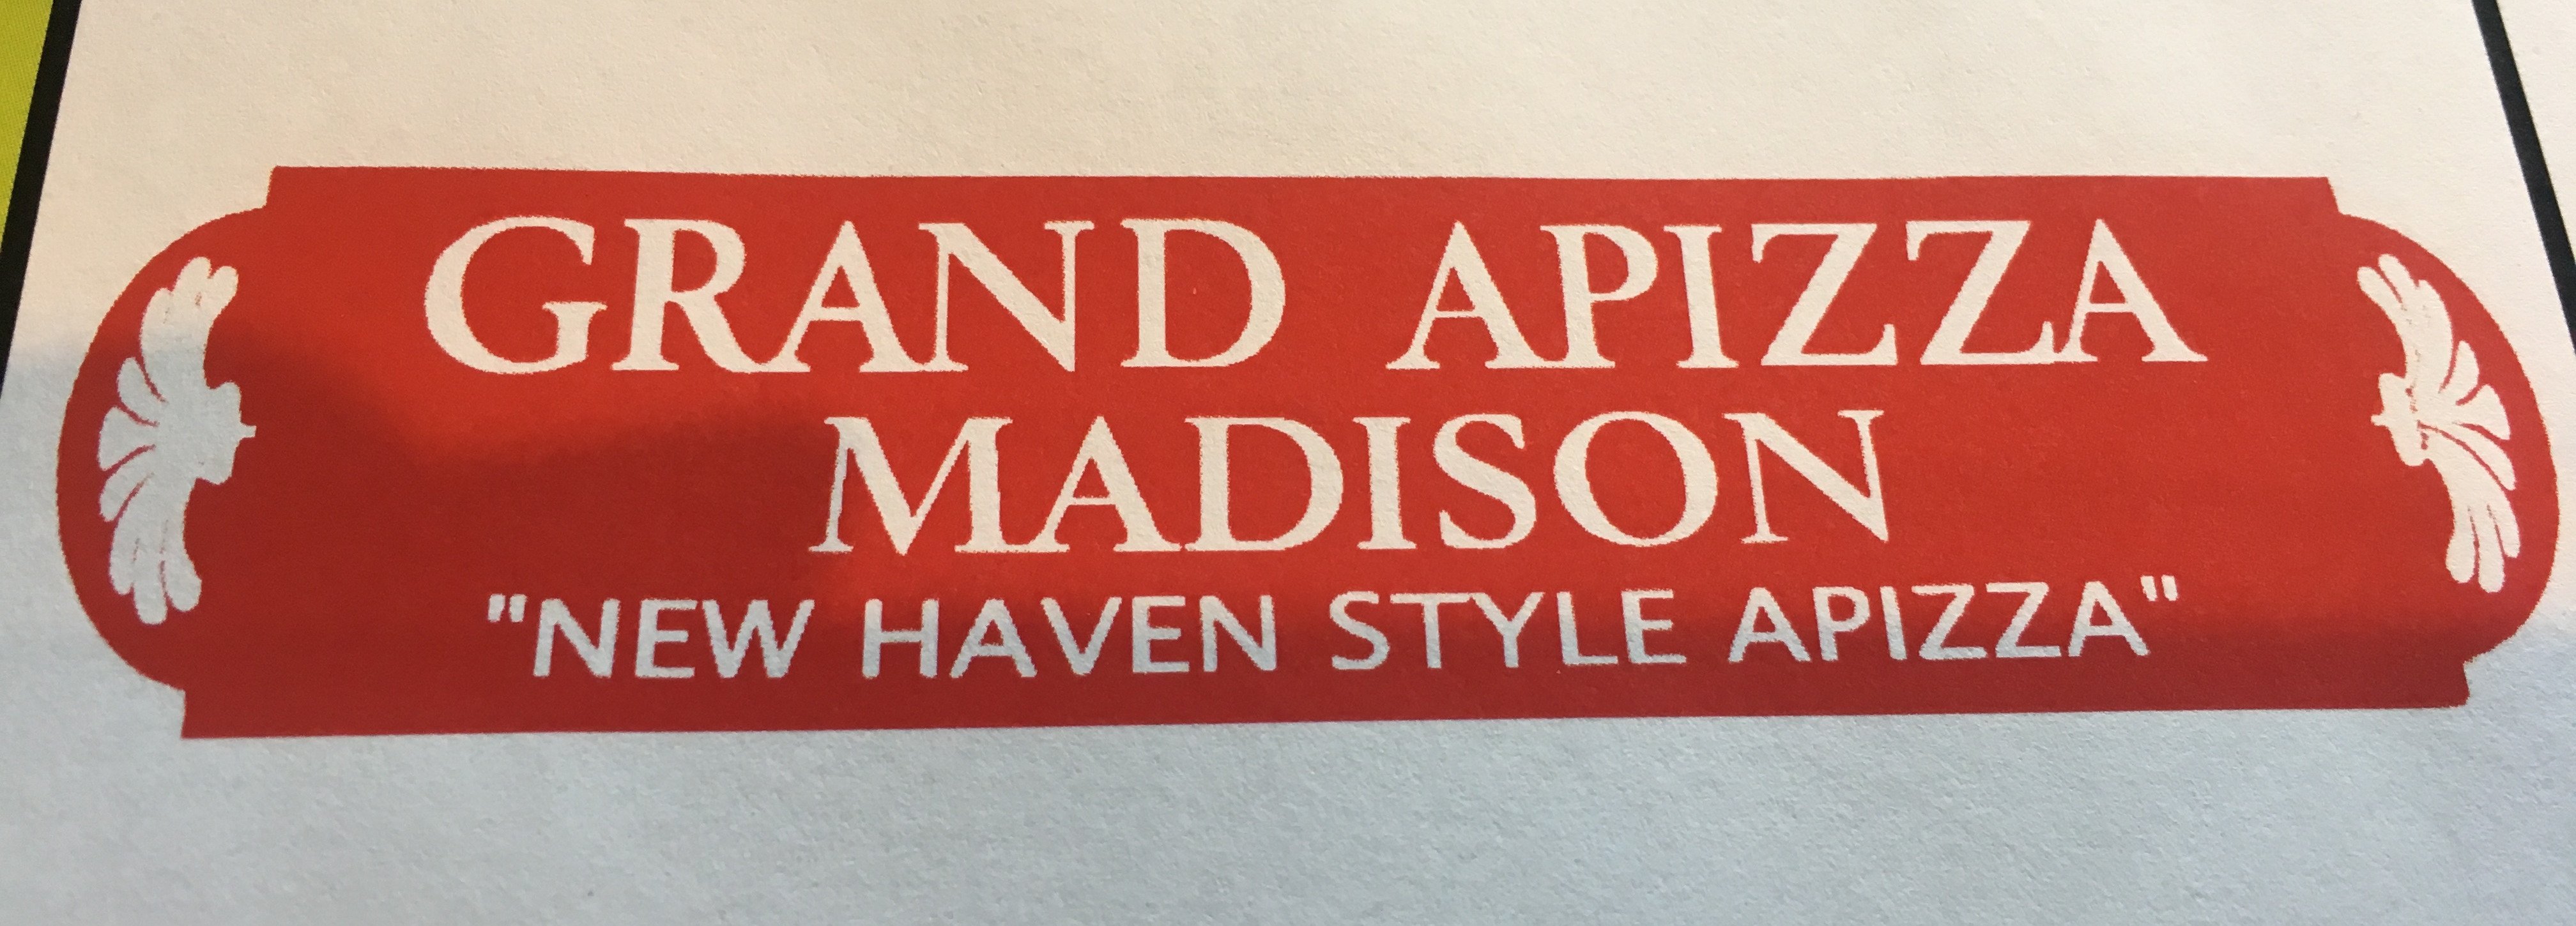 GRAND APIZZA
MADISON
"NEW HAVEN STYLE APIZZA"